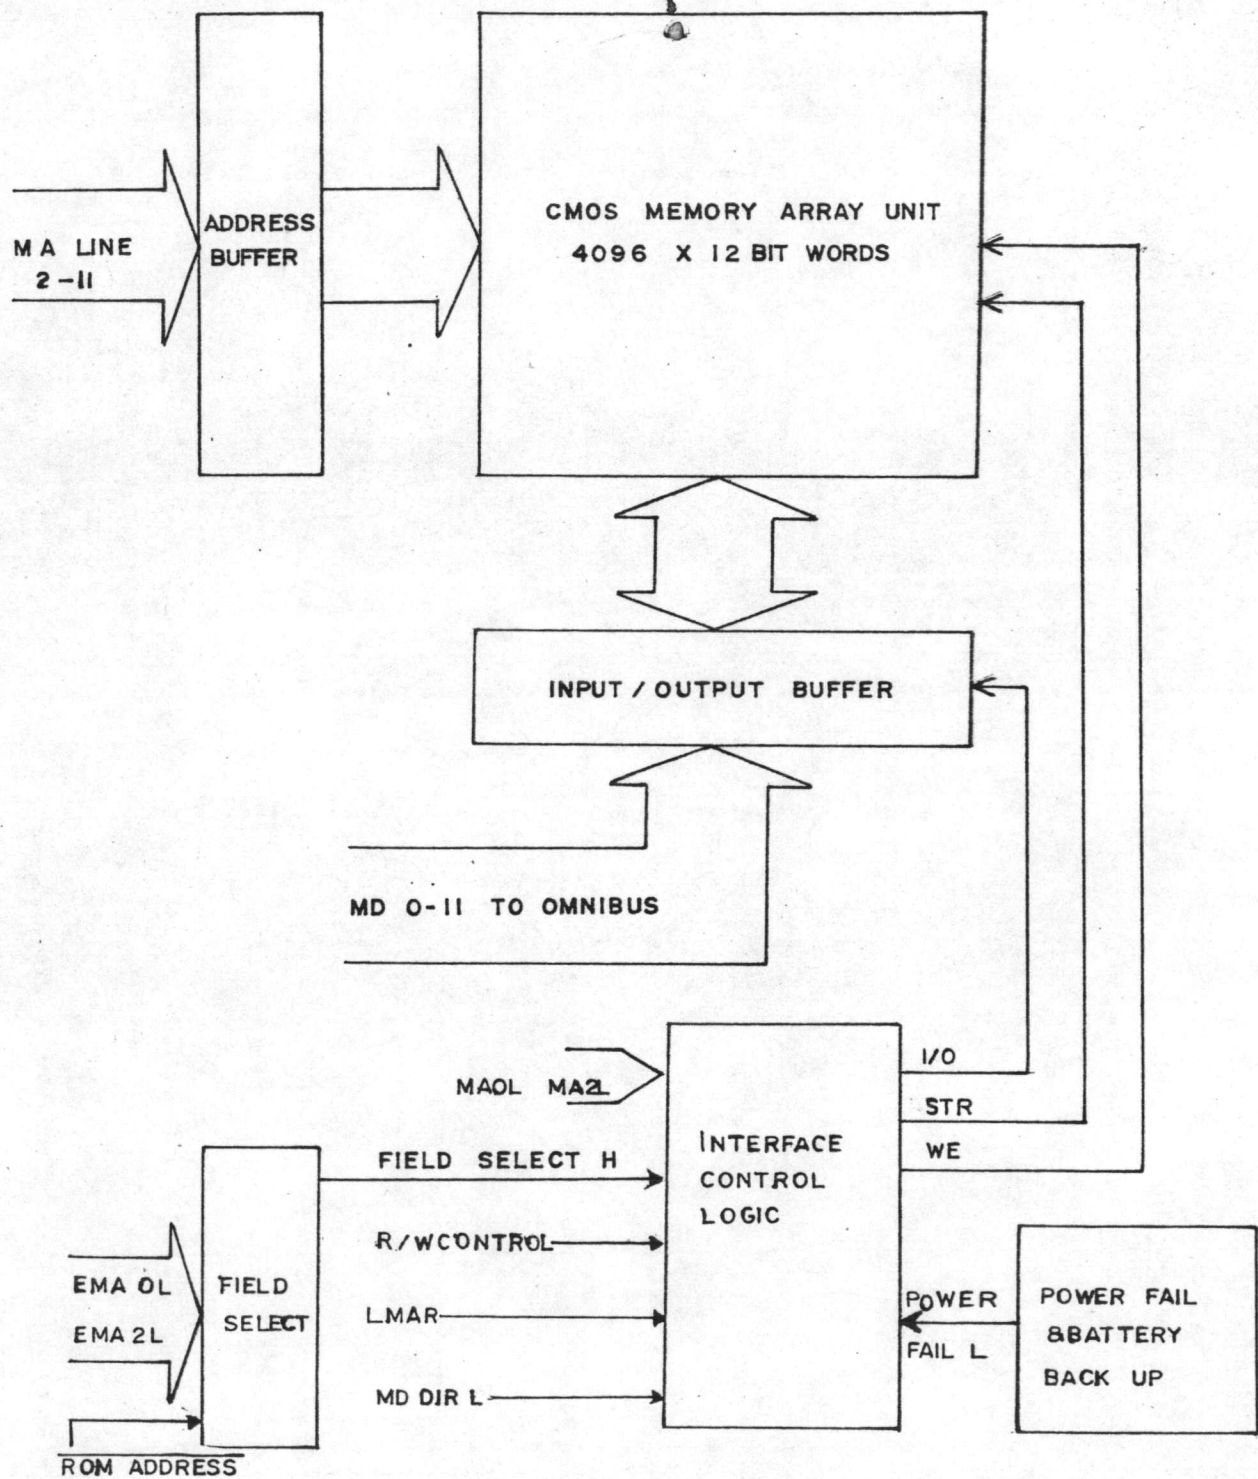 CMOS MEMORY ARRAY UNIT
4096 X 12 BIT WORDS
ADDRESS
BUFFER
MA LINE
2-11
INPUT / OUTPUT BUFFER
MD 0-11 TO OMNIBUS
MA0L MA2L
I/O
STR
WE
INTERFACE
CONTROL
LOGIC
FIELD SELECT H
R/W CONTROL
LMAR
MD DIR L
EMA 0L
EMA 2L
FIELD
SELECT
ROM ADDRESS
POWER
FAIL L
POWER FAIL
&BATTERY
BACK UP